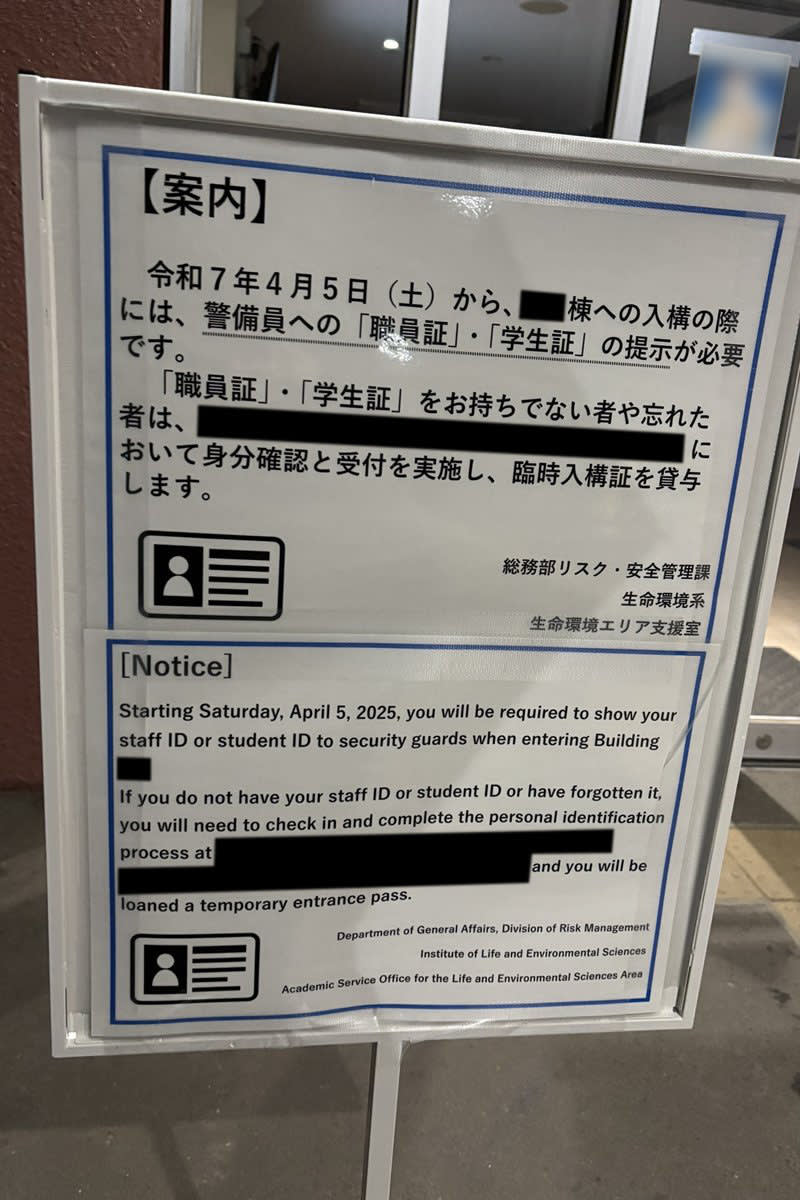 【案内】
令和７年４月５日（土）から、棟への入構の際
には、警備員への「職員証」・「学生証」の提示が必要
です。
「職員証」・「学生証」をお持ちでない者や忘れた
者は、に
おいて身分確認と受付を実施し、臨時入構証を貸与
します。
総務部リスク・安全管理課
生命環境系
生命環境エリア支援室
[Notice]
Starting Saturday, April 5, 2025, you will be required to show your
staff ID or student ID to security guards when entering Building
If you do not have your staff ID or student ID or have forgotten it,
you will need to check in and complete the personal identification
process at
and you will be
loaned a temporary entrance pass.
Department of General Affairs, Division of Risk Management
Institute of Life and Environmental Sciences
Academic Service Office for the Life and Environmental Sciences Area